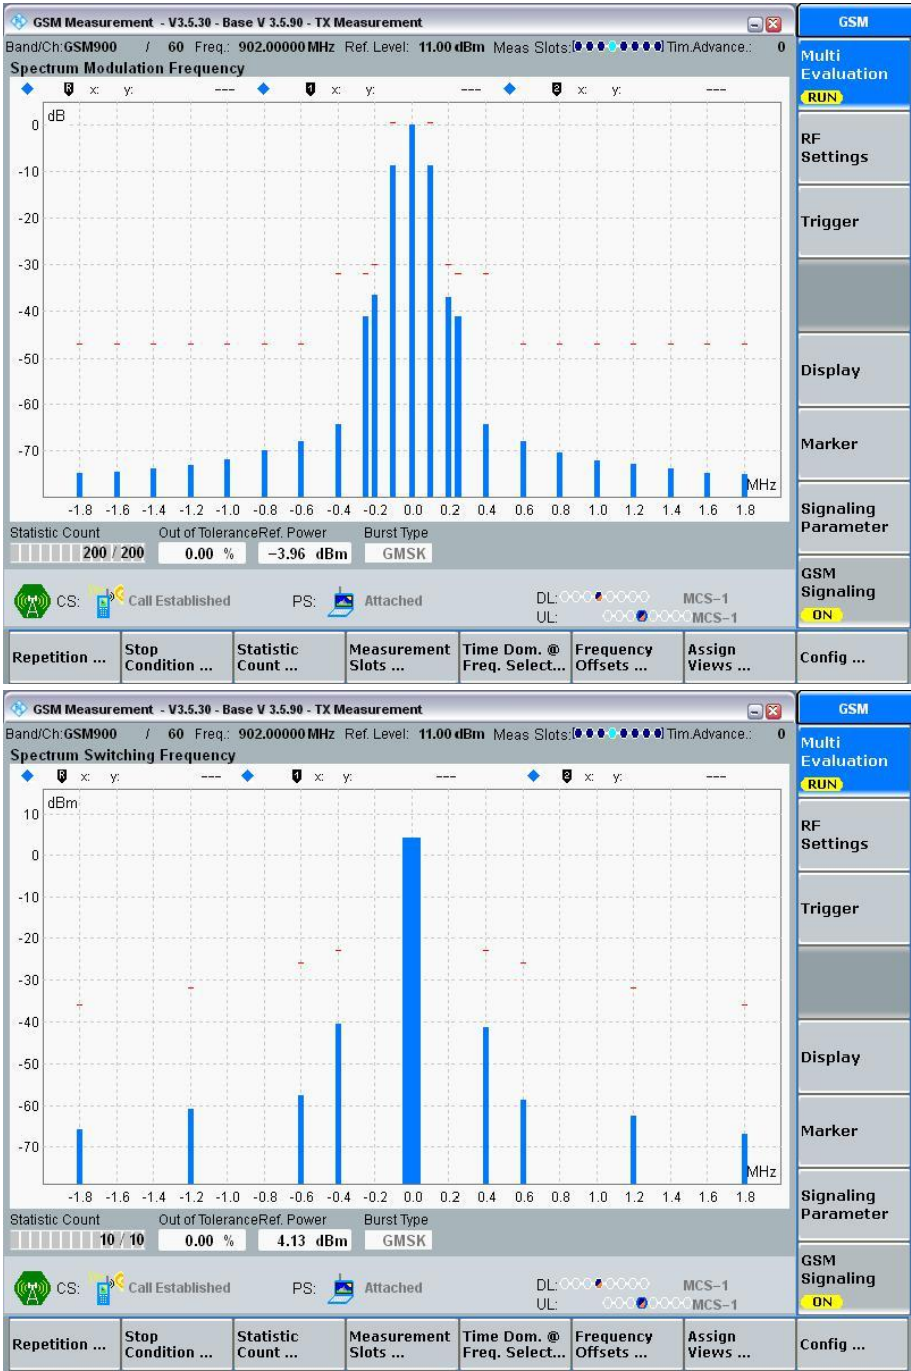 GSM Measurement - V3.5.30 - Base V 3.5.90 - TX Measurement
GSM
Band/Ch:GSM900 / 60 Freq.: 902.00000 MHz Ref. Level: 11.00 dBm Meas Slots: Tim.Advance.: 0
Spectrum Modulation Frequency
R x: y: --- 1 x: y: --- 2 x: y: ---
dB
0
-10
-20
-30
-40
-50
-60
-70
MHz
-1.8 -1.6 -1.4 -1.2 -1.0 -0.8 -0.6 -0.4 -0.2 0.0 0.2 0.4 0.6 0.8 1.0 1.2 1.4 1.6 1.8
Statistic Count Out of Tolerance Ref. Power Burst Type
200 / 200 0.00 % -3.96 dBm GMSK
CS: Call Established PS: Attached DL: MCS-1
UL: MCS-1
Multi
Evaluation
RUN
RF
Settings
Trigger
Display
Marker
Signaling
Parameter
GSM
Signaling
ON
Repetition ... Stop Condition ... Statistic Count ... Measurement Slots ... Time Dom. @ Freq. Select... Frequency Offsets ... Assign Views ... Config ...
GSM Measurement - V3.5.30 - Base V 3.5.90 - TX Measurement
GSM
Band/Ch:GSM900 / 60 Freq.: 902.00000 MHz Ref. Level: 11.00 dBm Meas Slots: Tim.Advance.: 0
Spectrum Switching Frequency
R x: y: --- 1 x: y: --- 2 x: y: ---
dBm
10
0
-10
-20
-30
-40
-50
-60
-70
MHz
-1.8 -1.6 -1.4 -1.2 -1.0 -0.8 -0.6 -0.4 -0.2 0.0 0.2 0.4 0.6 0.8 1.0 1.2 1.4 1.6 1.8
Statistic Count Out of Tolerance Ref. Power Burst Type
10 / 10 0.00 % 4.13 dBm GMSK
CS: Call Established PS: Attached DL: MCS-1
UL: MCS-1
Multi
Evaluation
RUN
RF
Settings
Trigger
Display
Marker
Signaling
Parameter
GSM
Signaling
ON
Repetition ... Stop Condition ... Statistic Count ... Measurement Slots ... Time Dom. @ Freq. Select... Frequency Offsets ... Assign Views ... Config ...